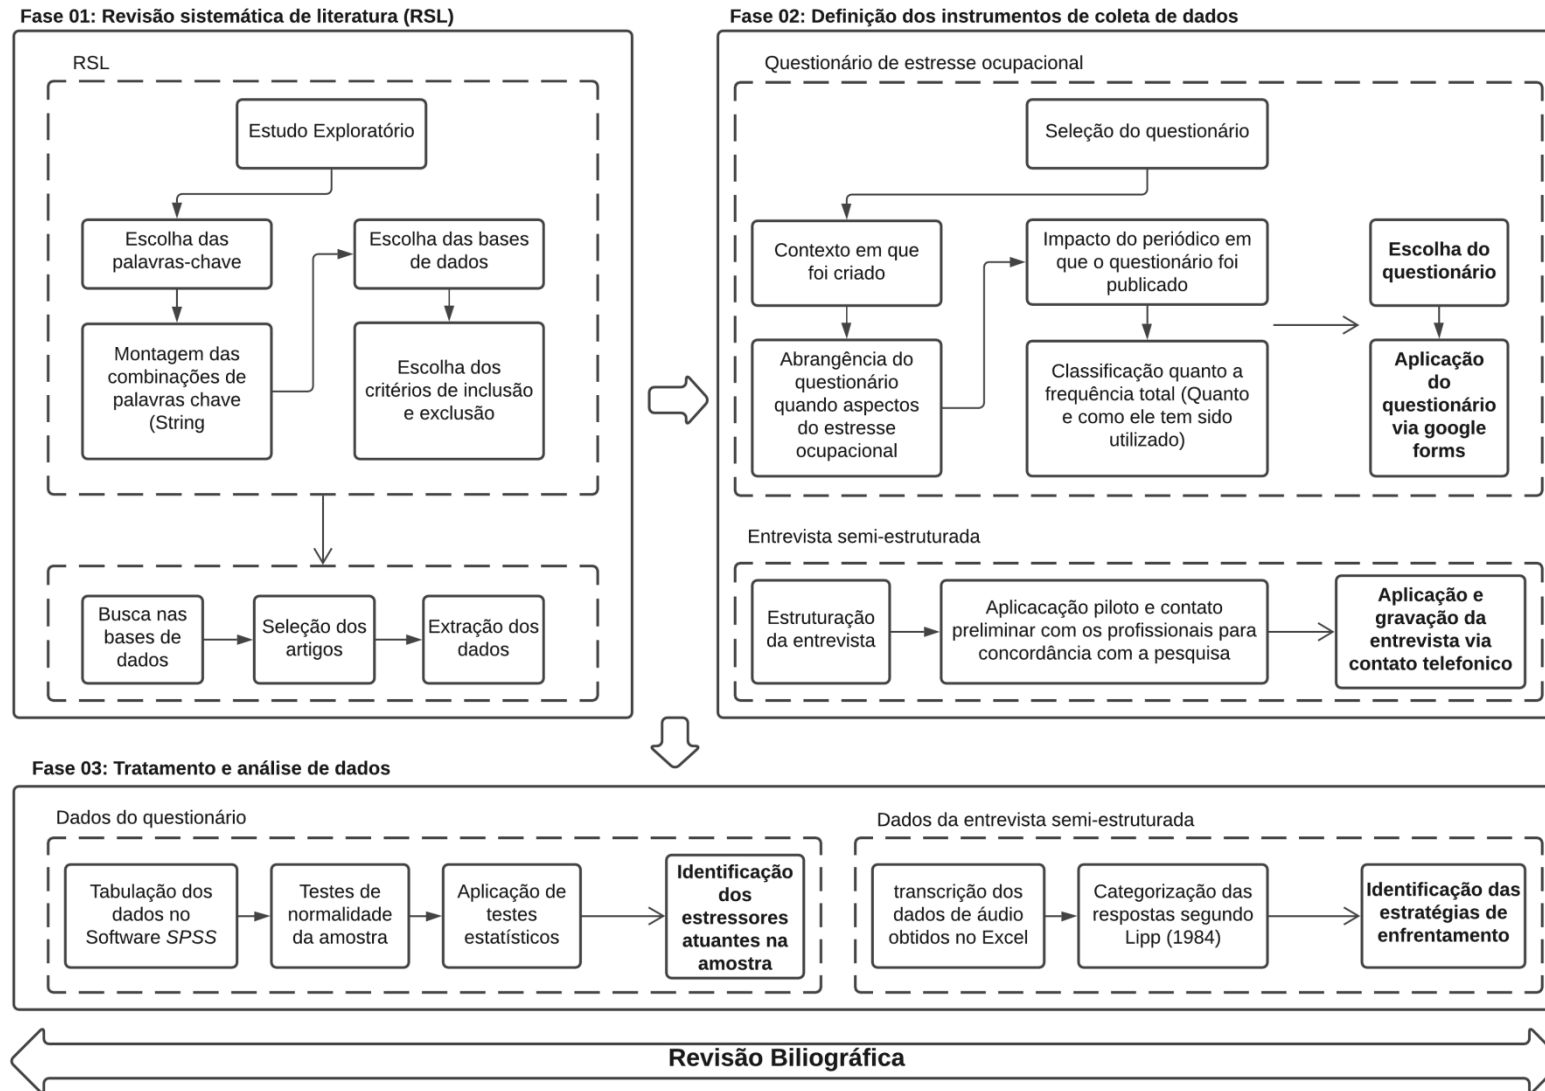 Fase 01: Revisão sistemática de literatura (RSL)
RSL
Estudo Exploratório
Escolha das
palavras-chave
Montagem das
combinações de
palavras chave
(String
Escolha das bases
de dados
Escolha dos
critérios de inclusão
e exclusão
Busca nas
bases de
dados
Seleção dos
artigos
Extração dos
dados
Fase 02: Definição dos instrumentos de coleta de dados
Questionário de estresse ocupacional
Seleção do questionário
Contexto em que
foi criado
Abrangência do
questionário
quando aspectos
do estresse
ocupacional
Impacto do periódico em
que o questionário foi
publicado
Classificação quanto a
frequência total (Quanto
e como ele tem sido
utilizado)
Escolha do
questionário
Aplicação
do
questionário
via google
forms
Entrevista semi-estruturada
Estruturação
da entrevista
Aplicacação piloto e contato
preliminar com os profissionais para
concordância com a pesquisa
Aplicação e
gravação da
entrevista via
contato telefonico
Fase 03: Tratamento e análise de dados
Dados do questionário
Tabulação dos
dados no
Software SPSS
Testes de
normalidade
da amostra
Aplicação de
testes
estatísticos
Identificação
dos
estressores
atuantes na
amostra
Dados da entrevista semi-estruturada
transcrição dos
dados de áudio
obtidos no Excel
Categorização das
respostas segundo
Lipp (1984)
Identificação das
estratégias de
enfrentamento
Revisão Biliográfica